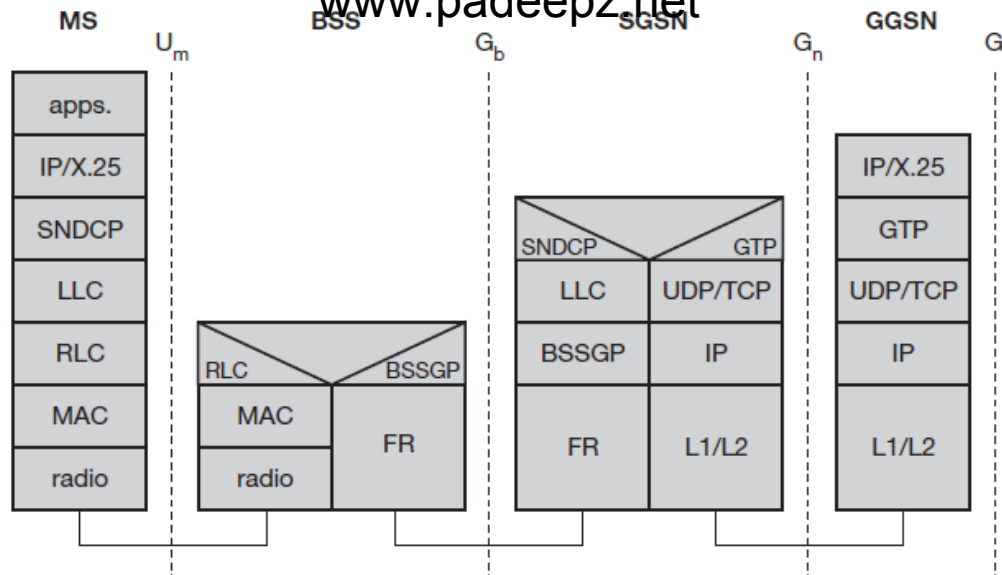 www.padeepz.net
MS BSS SGSN GGSN
Um Gb Gn G
apps.
IP/X.25 IP/X.25
SNDCP SNDCP GTP GTP
LLC LLC UDP/TCP UDP/TCP
RLC RLC BSSGP BSSGP IP IP
MAC MAC FR FR L1/L2 L1/L2
radio radio